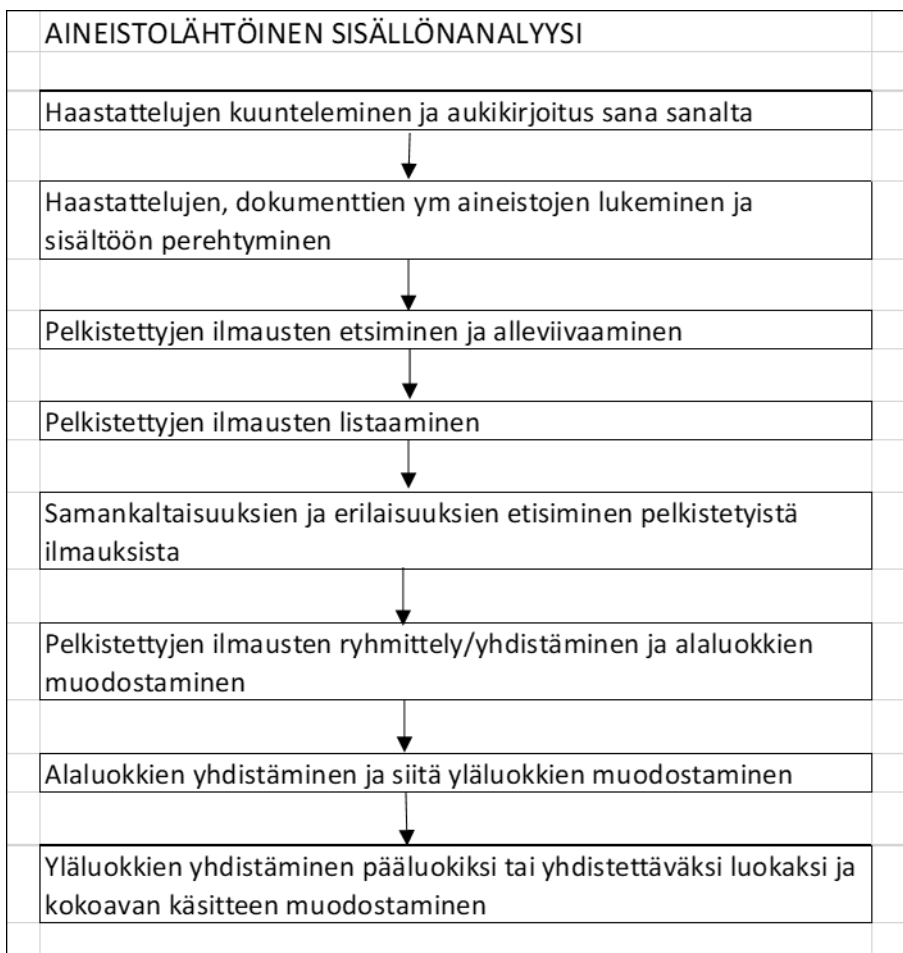 AINEISTOLÄHTÖINEN SISÄLLÖNANALYYSI
Haastattelujen kuunteleminen ja aukikirjoitus sana sanalta
Haastattelujen, dokumenttien ym aineistojen lukeminen ja
sisältöön perehtyminen
Pelkistettyjen ilmausten etsiminen ja alleviivaaminen
Pelkistettyjen ilmausten listaaminen
Samankaltaisuuksien ja erilaisuuksien etisiminen pelkistetyistä
ilmauksista
Pelkistettyjen ilmausten ryhmittely/yhdistäminen ja alaluokkien
muodostaminen
Alaluokkien yhdistäminen ja siitä yläluokkien muodostaminen
Yläluokkien yhdistäminen pääluokiksi tai yhdistettäväksi luokaksi ja
kokoavan käsitteen muodostaminen